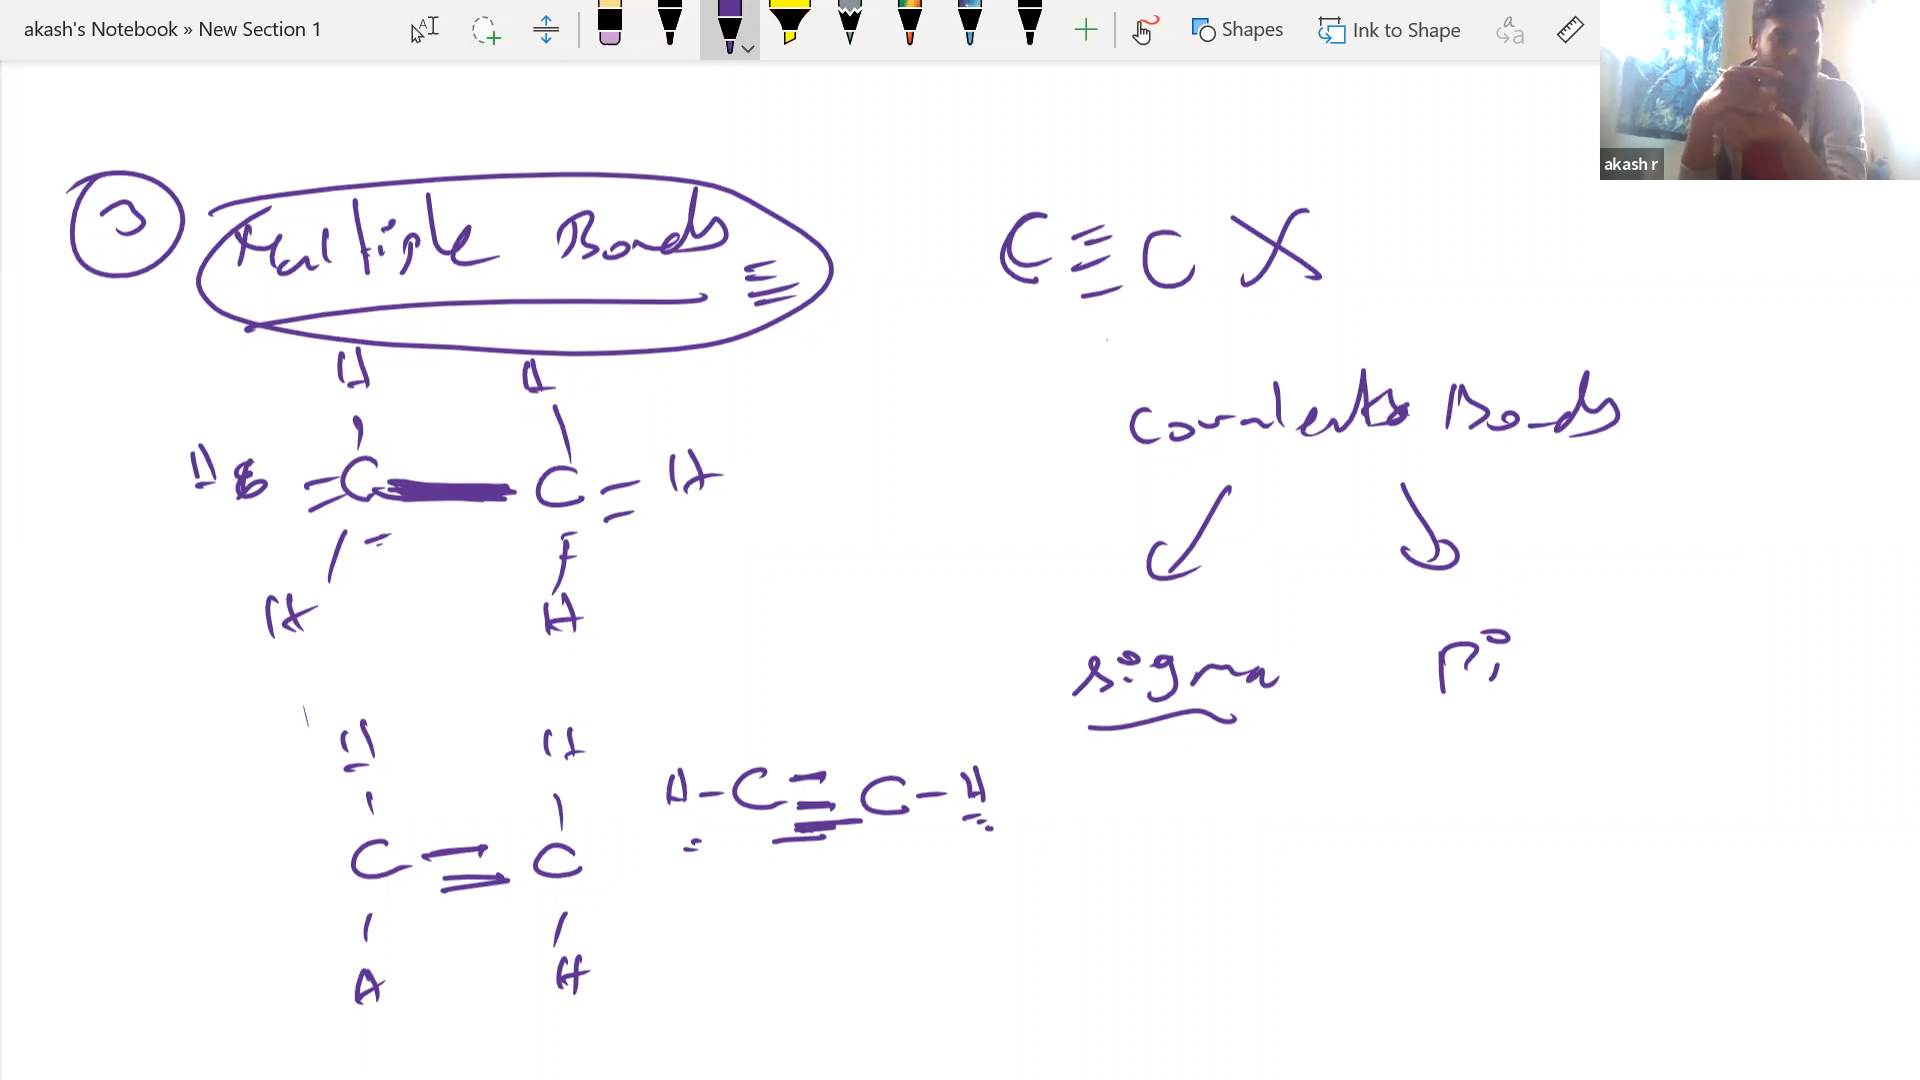 akash's Notebook » New Section 1
Shapes
Ink to Shape
akash r
3
Multiple Bonds
C≡C X
Covalent Bonds
sigma
Pi
H H
H C C H
H H
H H
C=C
H H
H-C≡C-H